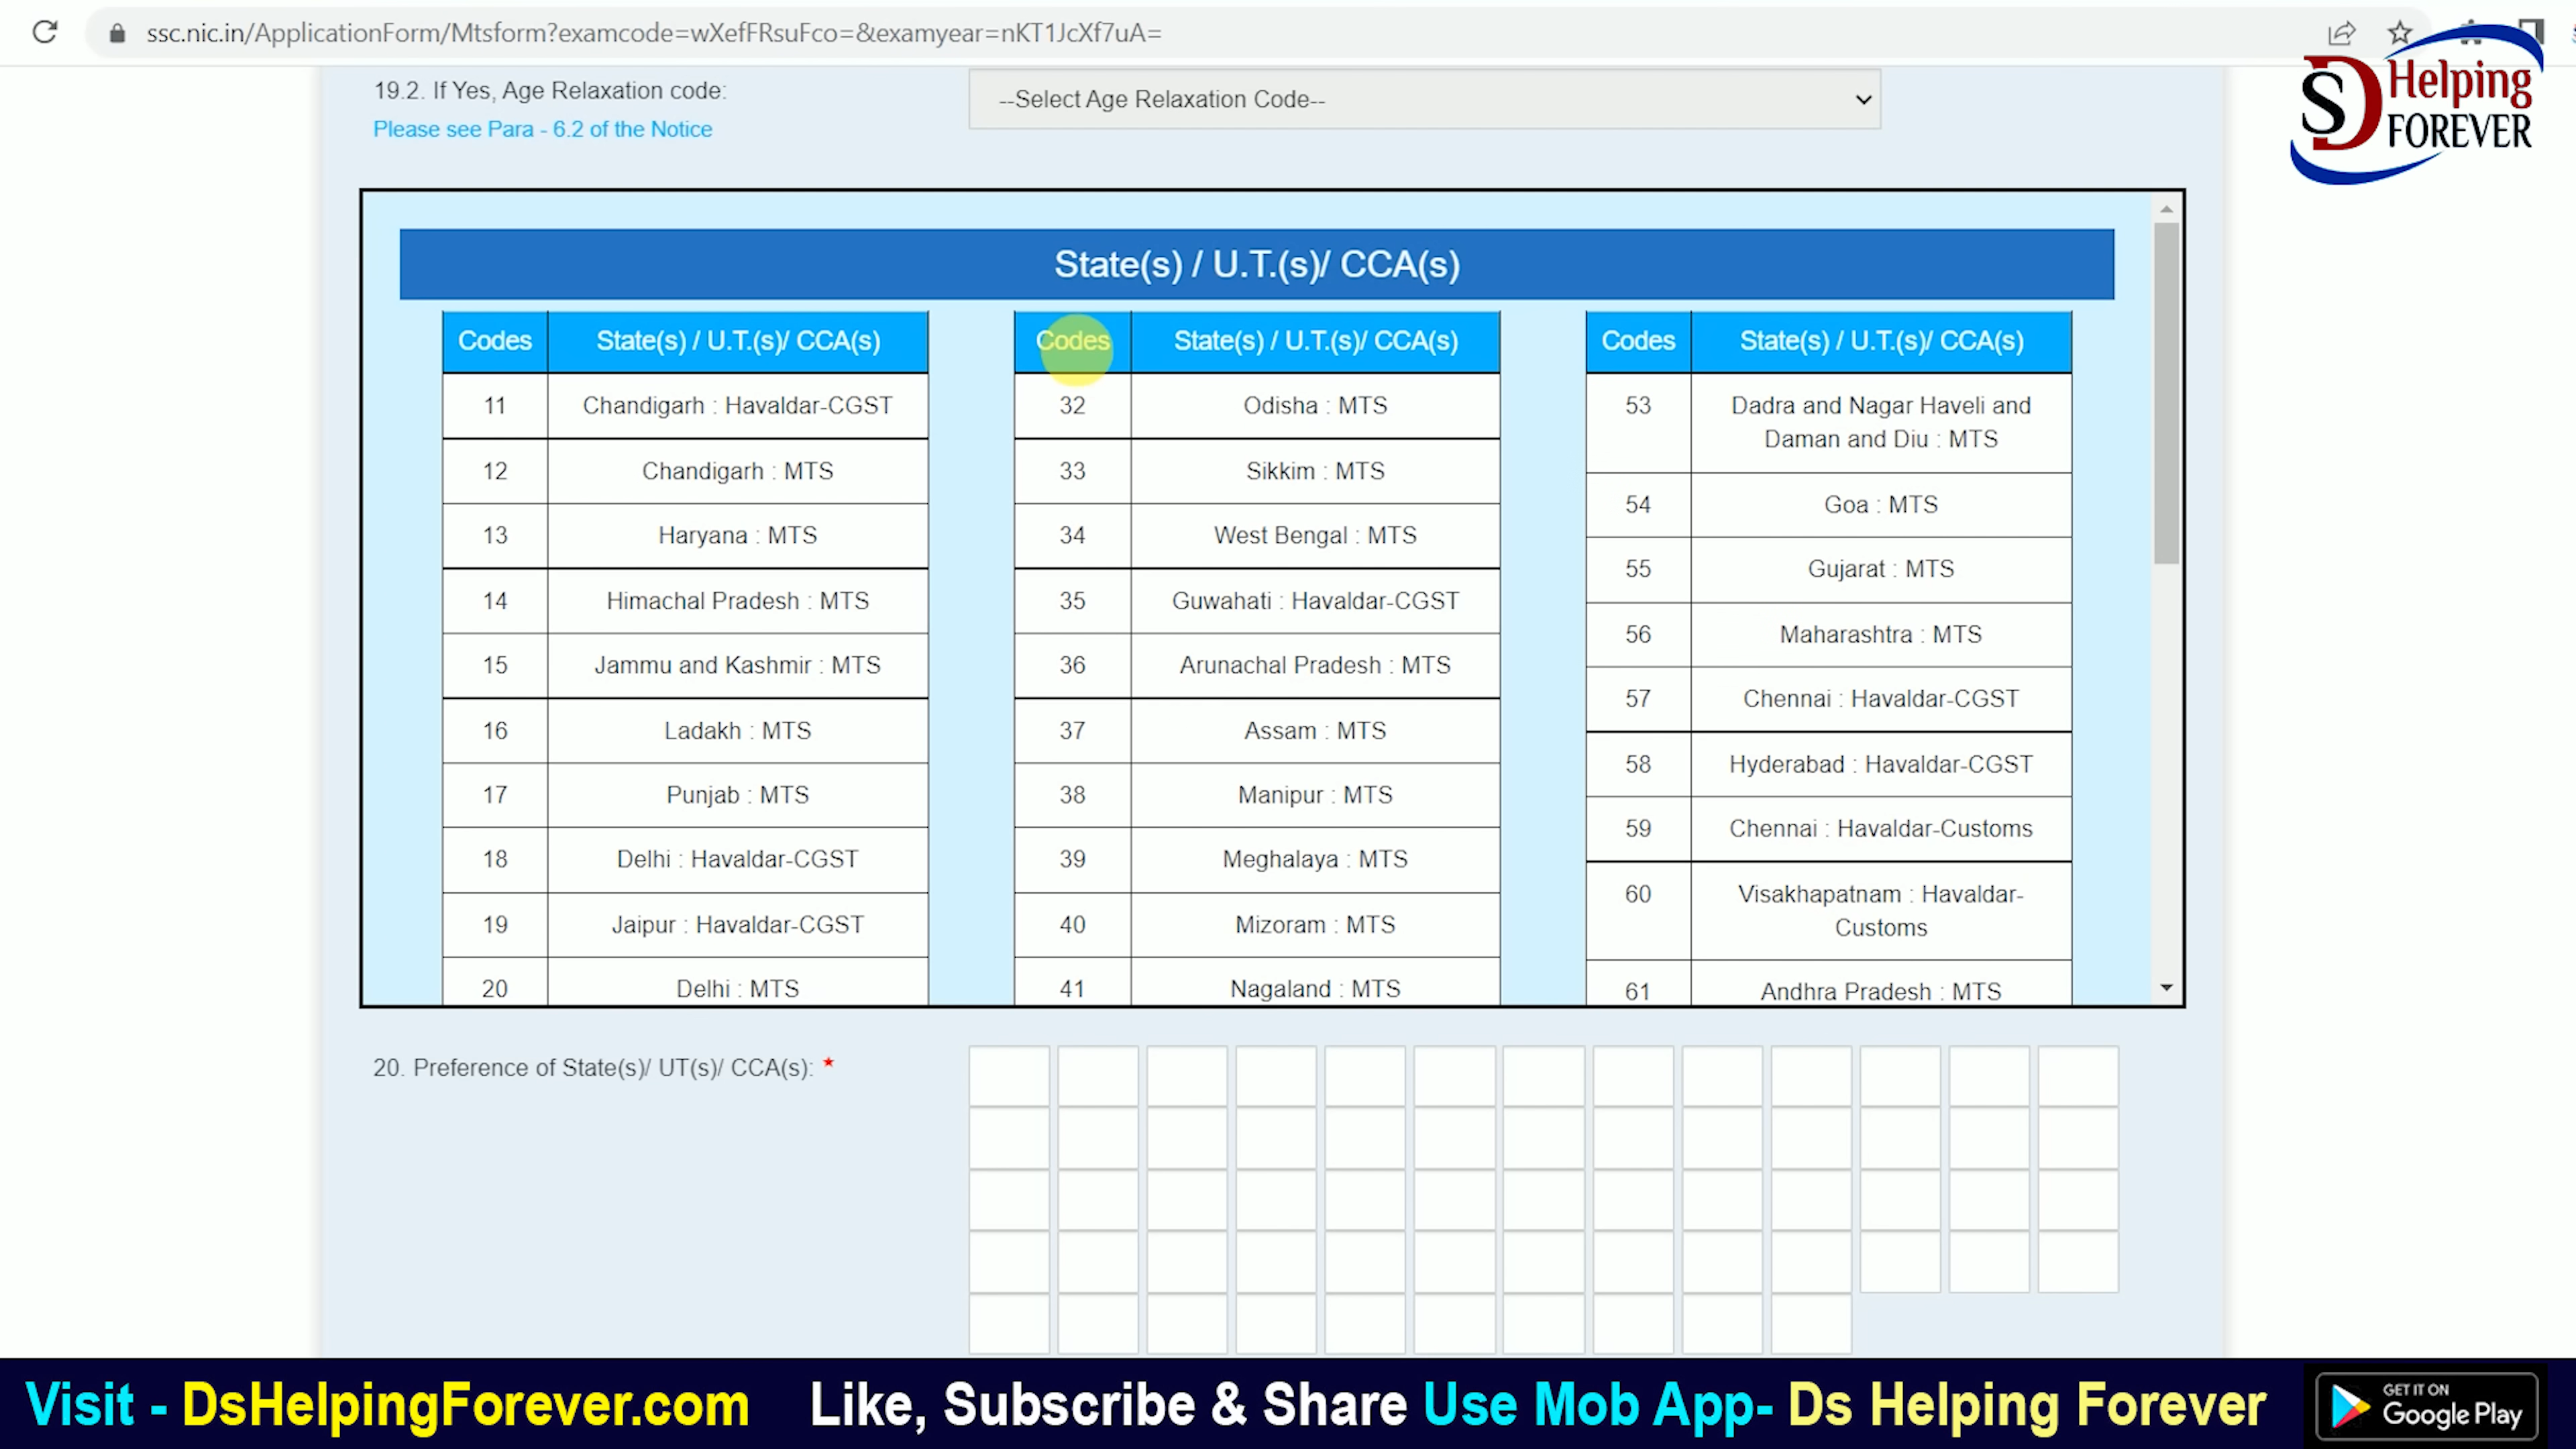 ssc.nic.in/ApplicationForm/Mtsform?examcode=wXefFRsuFco=&examyear=nKT1JcXf7uA=
SD Helping
FOREVER
19.2. If Yes, Age Relaxation code:
--Select Age Relaxation Code--
Please see Para - 6.2 of the Notice
State(s) / U.T.(s)/ CCA(s)
Codes State(s) / U.T.(s)/ CCA(s)
11 Chandigarh : Havaldar-CGST
12 Chandigarh : MTS
13 Haryana : MTS
14 Himachal Pradesh : MTS
15 Jammu and Kashmir : MTS
16 Ladakh : MTS
17 Punjab : MTS
18 Delhi : Havaldar-CGST
19 Jaipur : Havaldar-CGST
20 Delhi : MTS
Codes State(s) / U.T.(s)/ CCA(s)
32 Odisha : MTS
33 Sikkim : MTS
34 West Bengal : MTS
35 Guwahati : Havaldar-CGST
36 Arunachal Pradesh : MTS
37 Assam : MTS
38 Manipur : MTS
39 Meghalaya : MTS
40 Mizoram : MTS
41 Nagaland : MTS
Codes State(s) / U.T.(s)/ CCA(s)
53 Dadra and Nagar Haveli and
Daman and Diu : MTS
54 Goa : MTS
55 Gujarat : MTS
56 Maharashtra : MTS
57 Chennai : Havaldar-CGST
58 Hyderabad : Havaldar-CGST
59 Chennai : Havaldar-Customs
60 Visakhapatnam : Havaldar-
Customs
61 Andhra Pradesh : MTS
20. Preference of State(s)/ UT(s)/ CCA(s): *
Visit - DsHelpingForever.com Like, Subscribe & Share Use Mob App- Ds Helping Forever
GET IT ON
Google Play